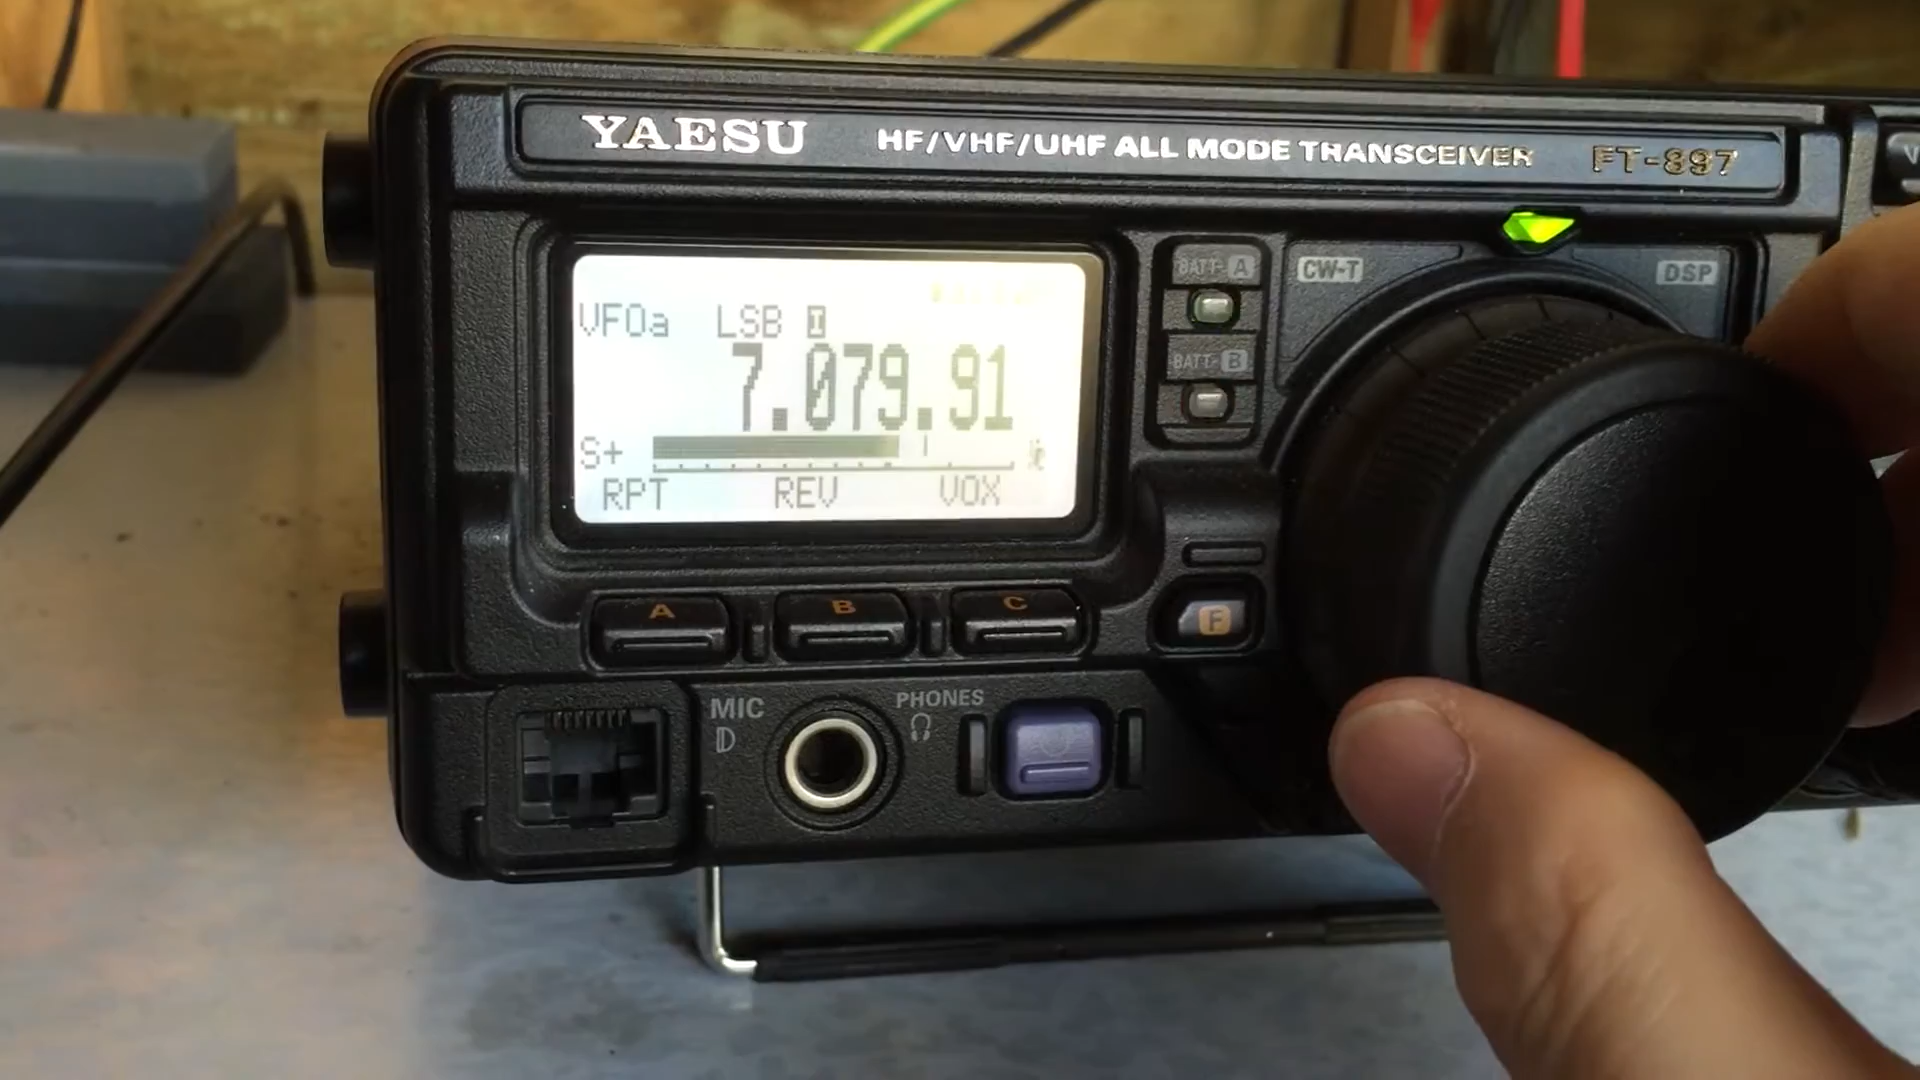 YAESU HF/VHF/UHF ALL MODE TRANSCEIVER FT-897
BATT-A
CW-T
DSP
VFOa LSB I
7.079.91
BATT-B
S+
RPT REV VOX
A B C
F
MIC
PHONES